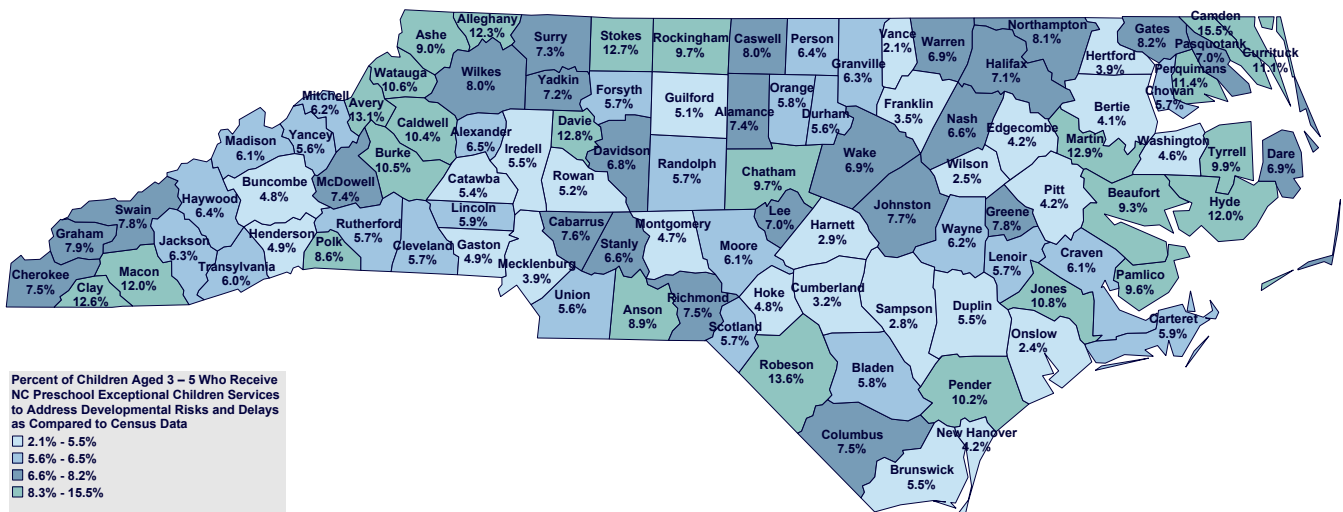 Alleghany
12.3%
Ashe
9.0%
Surry
7.3%
Stokes
12.7%
Rockingham
9.7%
Caswell
8.0%
Person
6.4%
Granville
6.3%
Vance
2.1%
Warren
6.9%
Northampton
8.1%
Halifax
7.1%
Hertford
3.9%
Gates
8.2%
Camden
15.5%
Pasquotank
7.0%
Currituck
11.1%
Perquimans
11.4%
Chowan
5.7%
Bertie
4.1%
Watauga
10.6%
Wilkes
8.0%
Yadkin
7.2%
Forsyth
5.7%
Guilford
5.1%
Alamance
7.4%
Orange
5.8%
Durham
5.6%
Franklin
3.5%
Nash
6.6%
Edgecombe
4.2%
Martin
12.9%
Washington
4.6%
Tyrrell
9.9%
Dare
6.9%
Mitchell
6.2%
Avery
13.1%
Caldwell
10.4%
Alexander
6.5%
Iredell
5.5%
Davie
12.8%
Davidson
6.8%
Randolph
5.7%
Chatham
9.7%
Wake
6.9%
Wilson
2.5%
Pitt
4.2%
Beaufort
9.3%
Hyde
12.0%
Madison
6.1%
Yancey
5.6%
Burke
10.5%
Catawba
5.4%
Rowan
5.2%
Johnston
7.7%
Greene
7.8%
Buncombe
4.8%
McDowell
7.4%
Haywood
6.4%
Swain
7.8%
Graham
7.9%
Jackson
6.3%
Henderson
4.9%
Polk
8.6%
Rutherford
5.7%
Cleveland
5.7%
Lincoln
5.9%
Gaston
4.9%
Mecklenburg
3.9%
Cabarrus
7.6%
Stanly
6.6%
Montgomery
4.7%
Moore
6.1%
Lee
7.0%
Harnett
2.9%
Wayne
6.2%
Lenoir
5.7%
Craven
6.1%
Pamlico
9.6%
Cherokee
7.5%
Clay
12.6%
Macon
12.0%
Transylvania
6.0%
Union
5.6%
Anson
8.9%
Richmond
7.5%
Scotland
5.7%
Hoke
4.8%
Cumberland
3.2%
Sampson
2.8%
Duplin
5.5%
Jones
10.8%
Onslow
2.4%
Carteret
5.9%
Robeson
13.6%
Bladen
5.8%
Pender
10.2%
Columbus
7.5%
New Hanover
4.2%
Brunswick
5.5%
Percent of Children Aged 3 – 5 Who Receive
NC Preschool Exceptional Children Services
to Address Developmental Risks and Delays
as Compared to Census Data
2.1% - 5.5%
5.6% - 6.5%
6.6% - 8.2%
8.3% - 15.5%